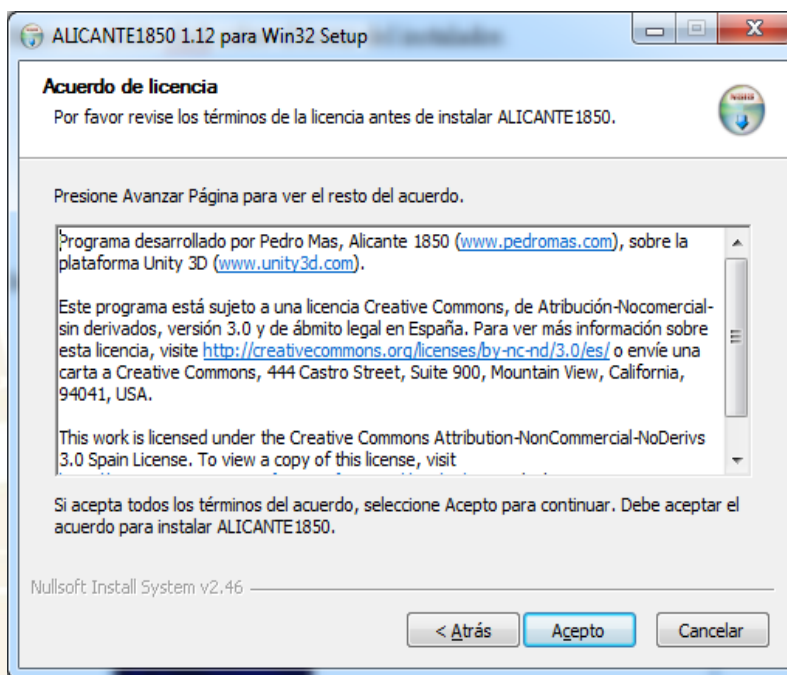 ALICANTE1850 1.12 para Win32 Setup
Acuerdo de licencia
Por favor revise los términos de la licencia antes de instalar ALICANTE1850.
Presione Avanzar Página para ver el resto del acuerdo.
Programa desarrollado por Pedro Mas, Alicante 1850 (www.pedromas.com), sobre la
plataforma Unity 3D (www.unity3d.com).
Este programa está sujeto a una licencia Creative Commons, de Atribución-Nocomercial-
sin derivados, versión 3.0 y de ábmito legal en España. Para ver más información sobre
esta licencia, visite http://creativecommons.org/licenses/by-nc-nd/3.0/es/ o envíe una
carta a Creative Commons, 444 Castro Street, Suite 900, Mountain View, California,
94041, USA.
This work is licensed under the Creative Commons Attribution-NonCommercial-NoDerivs
3.0 Spain License. To view a copy of this license, visit
Si acepta todos los términos del acuerdo, seleccione Acepto para continuar. Debe aceptar el
acuerdo para instalar ALICANTE1850.
Nullsoft Install System v2.46
< Atrás
Acepto
Cancelar